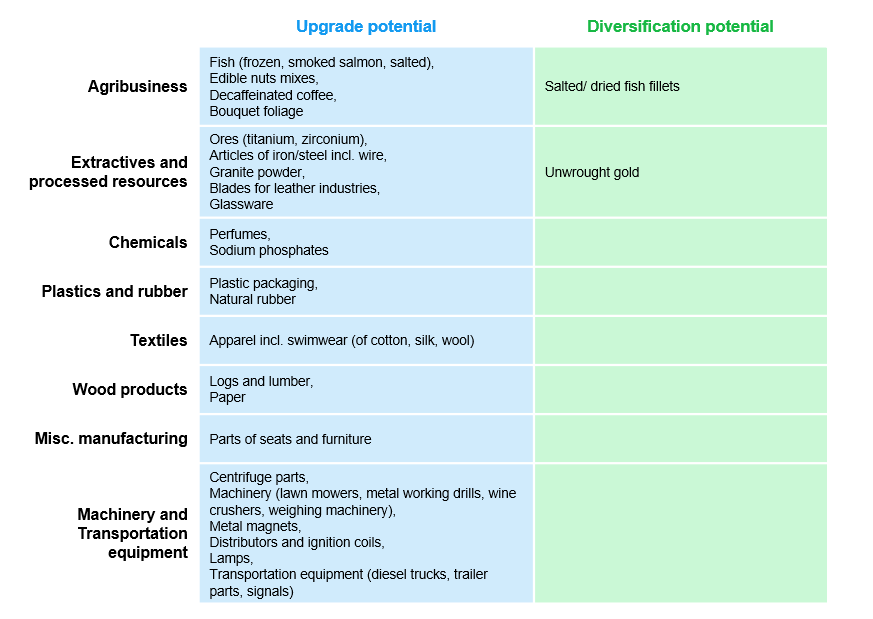 Upgrade potential
Diversification potential
Agribusiness
Fish (frozen, smoked salmon, salted),
Edible nuts mixes,
Decaffeinated coffee,
Bouquet foliage
Salted/ dried fish fillets
Extractives and
processed resources
Ores (titanium, zirconium),
Articles of iron/steel incl. wire,
Granite powder,
Blades for leather industries,
Glassware
Unwrought gold
Chemicals
Perfumes,
Sodium phosphates
Plastics and rubber
Plastic packaging,
Natural rubber
Textiles
Apparel incl. swimwear (of cotton, silk, wool)
Wood products
Logs and lumber,
Paper
Misc. manufacturing
Parts of seats and furniture
Machinery and
Transportation
equipment
Centrifuge parts,
Machinery (lawn mowers, metal working drills, wine
crushers, weighing machinery),
Metal magnets,
Distributors and ignition coils,
Lamps,
Transportation equipment (diesel trucks, trailer
parts, signals)